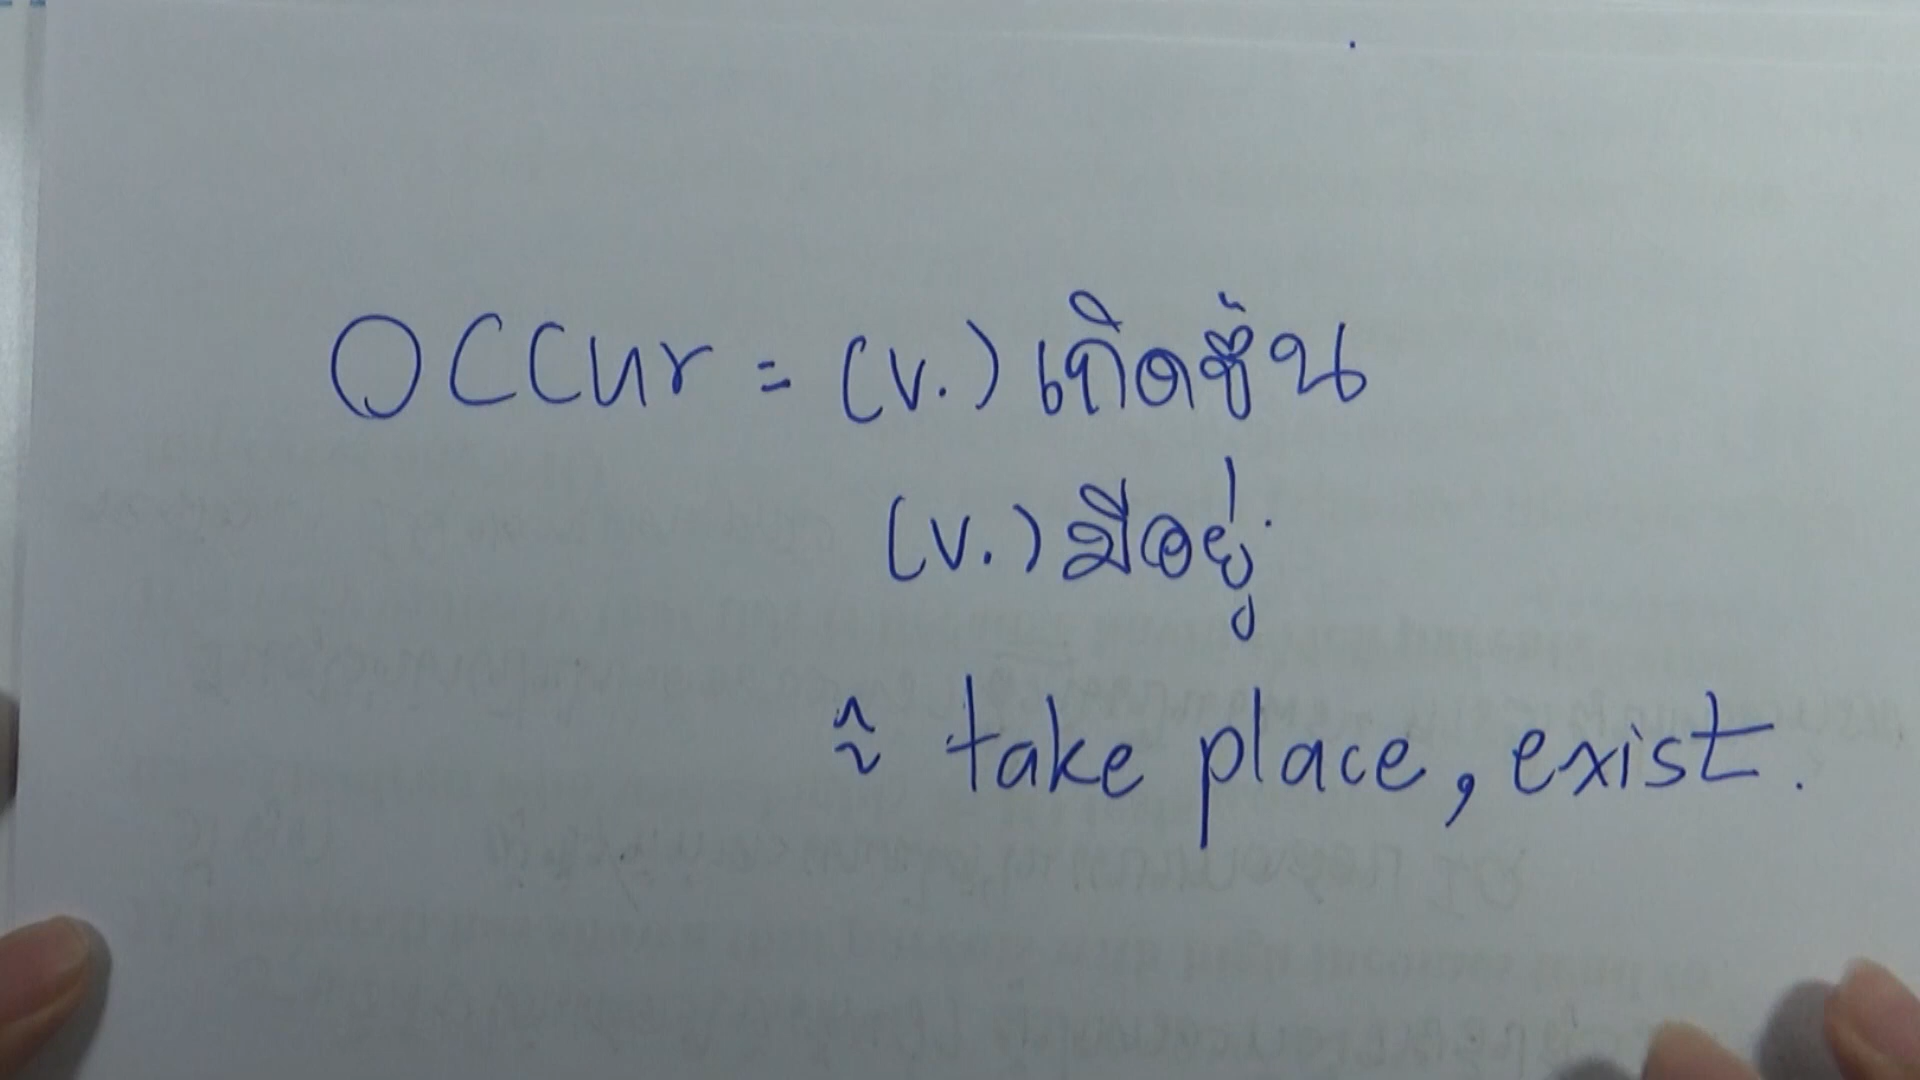 occur = (v.) เกิดขึ้น
(v.) มีอยู่
≈ take place, exist.